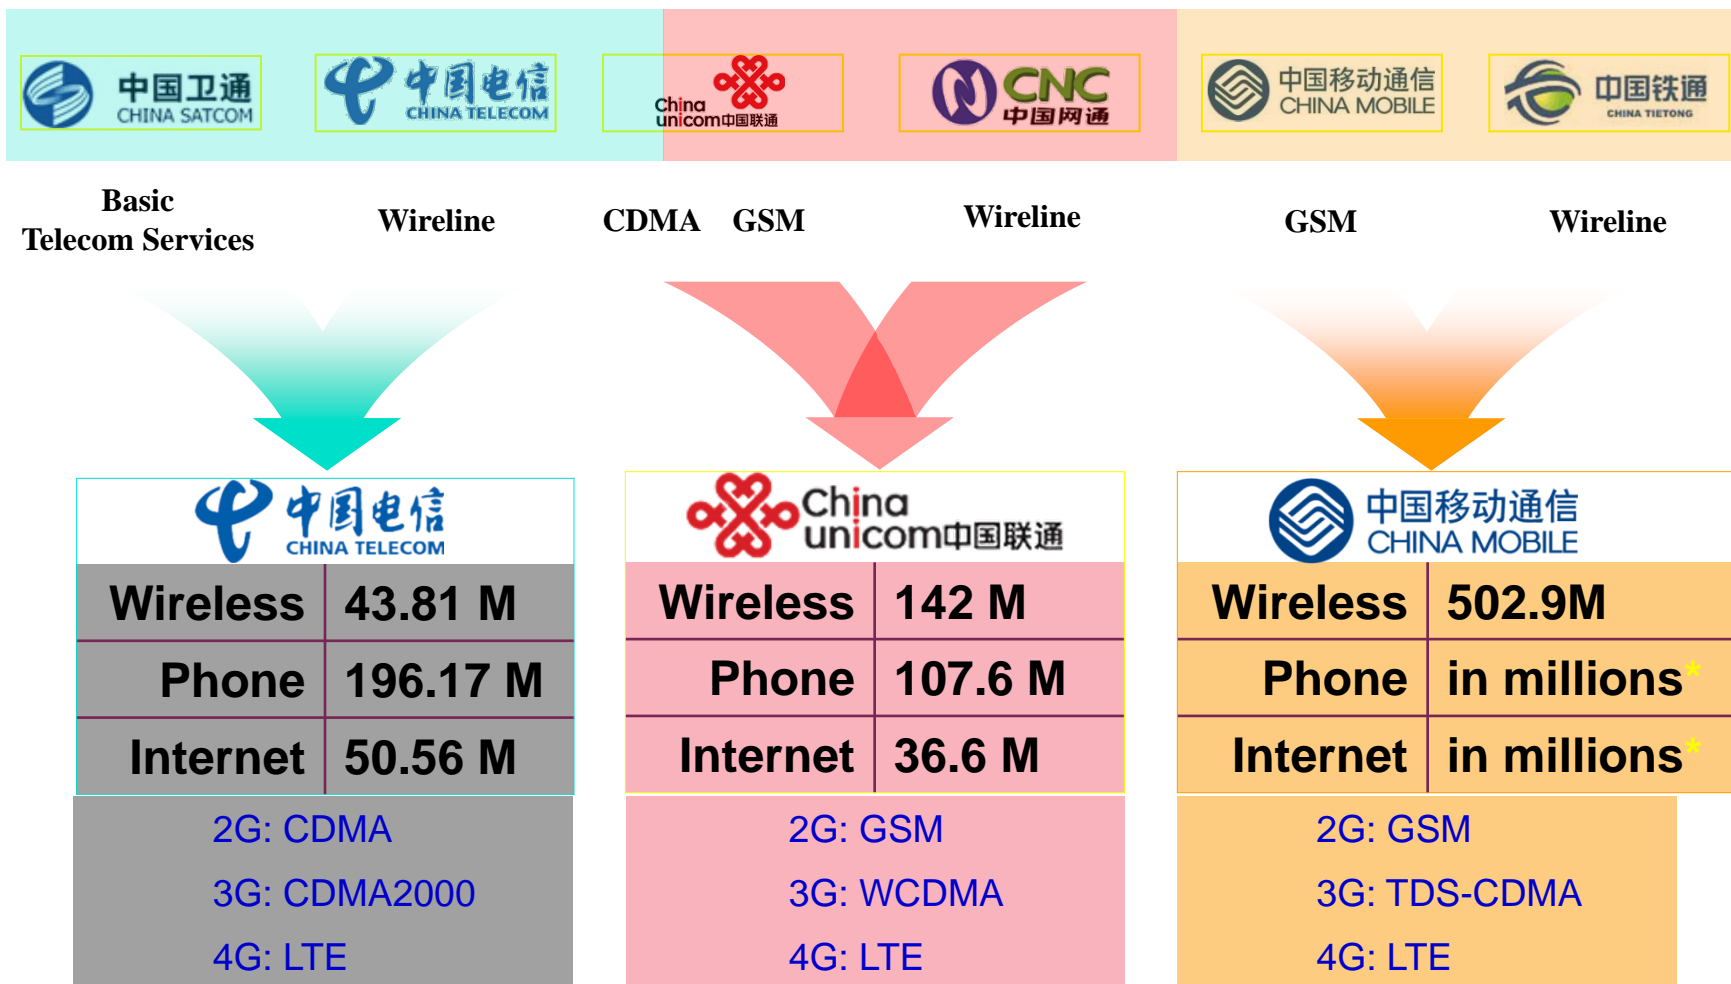 中国卫通
CHINA SATCOM
中国电信
CHINA TELECOM
China
unicom中国联通
CNC
中国网通
中国移动通信
CHINA MOBILE
中国铁通
CHINA TIETONG
Basic
Telecom Services
Wireline
CDMA GSM
Wireline
GSM
Wireline
中国电信
CHINA TELECOM
Wireless 43.81 M
Phone 196.17 M
Internet 50.56 M
2G: CDMA
3G: CDMA2000
4G: LTE
China
unicom中国联通
Wireless 142 M
Phone 107.6 M
Internet 36.6 M
2G: GSM
3G: WCDMA
4G: LTE
中国移动通信
CHINA MOBILE
Wireless 502.9M
Phone in millions*
Internet in millions*
2G: GSM
3G: TDS-CDMA
4G: LTE